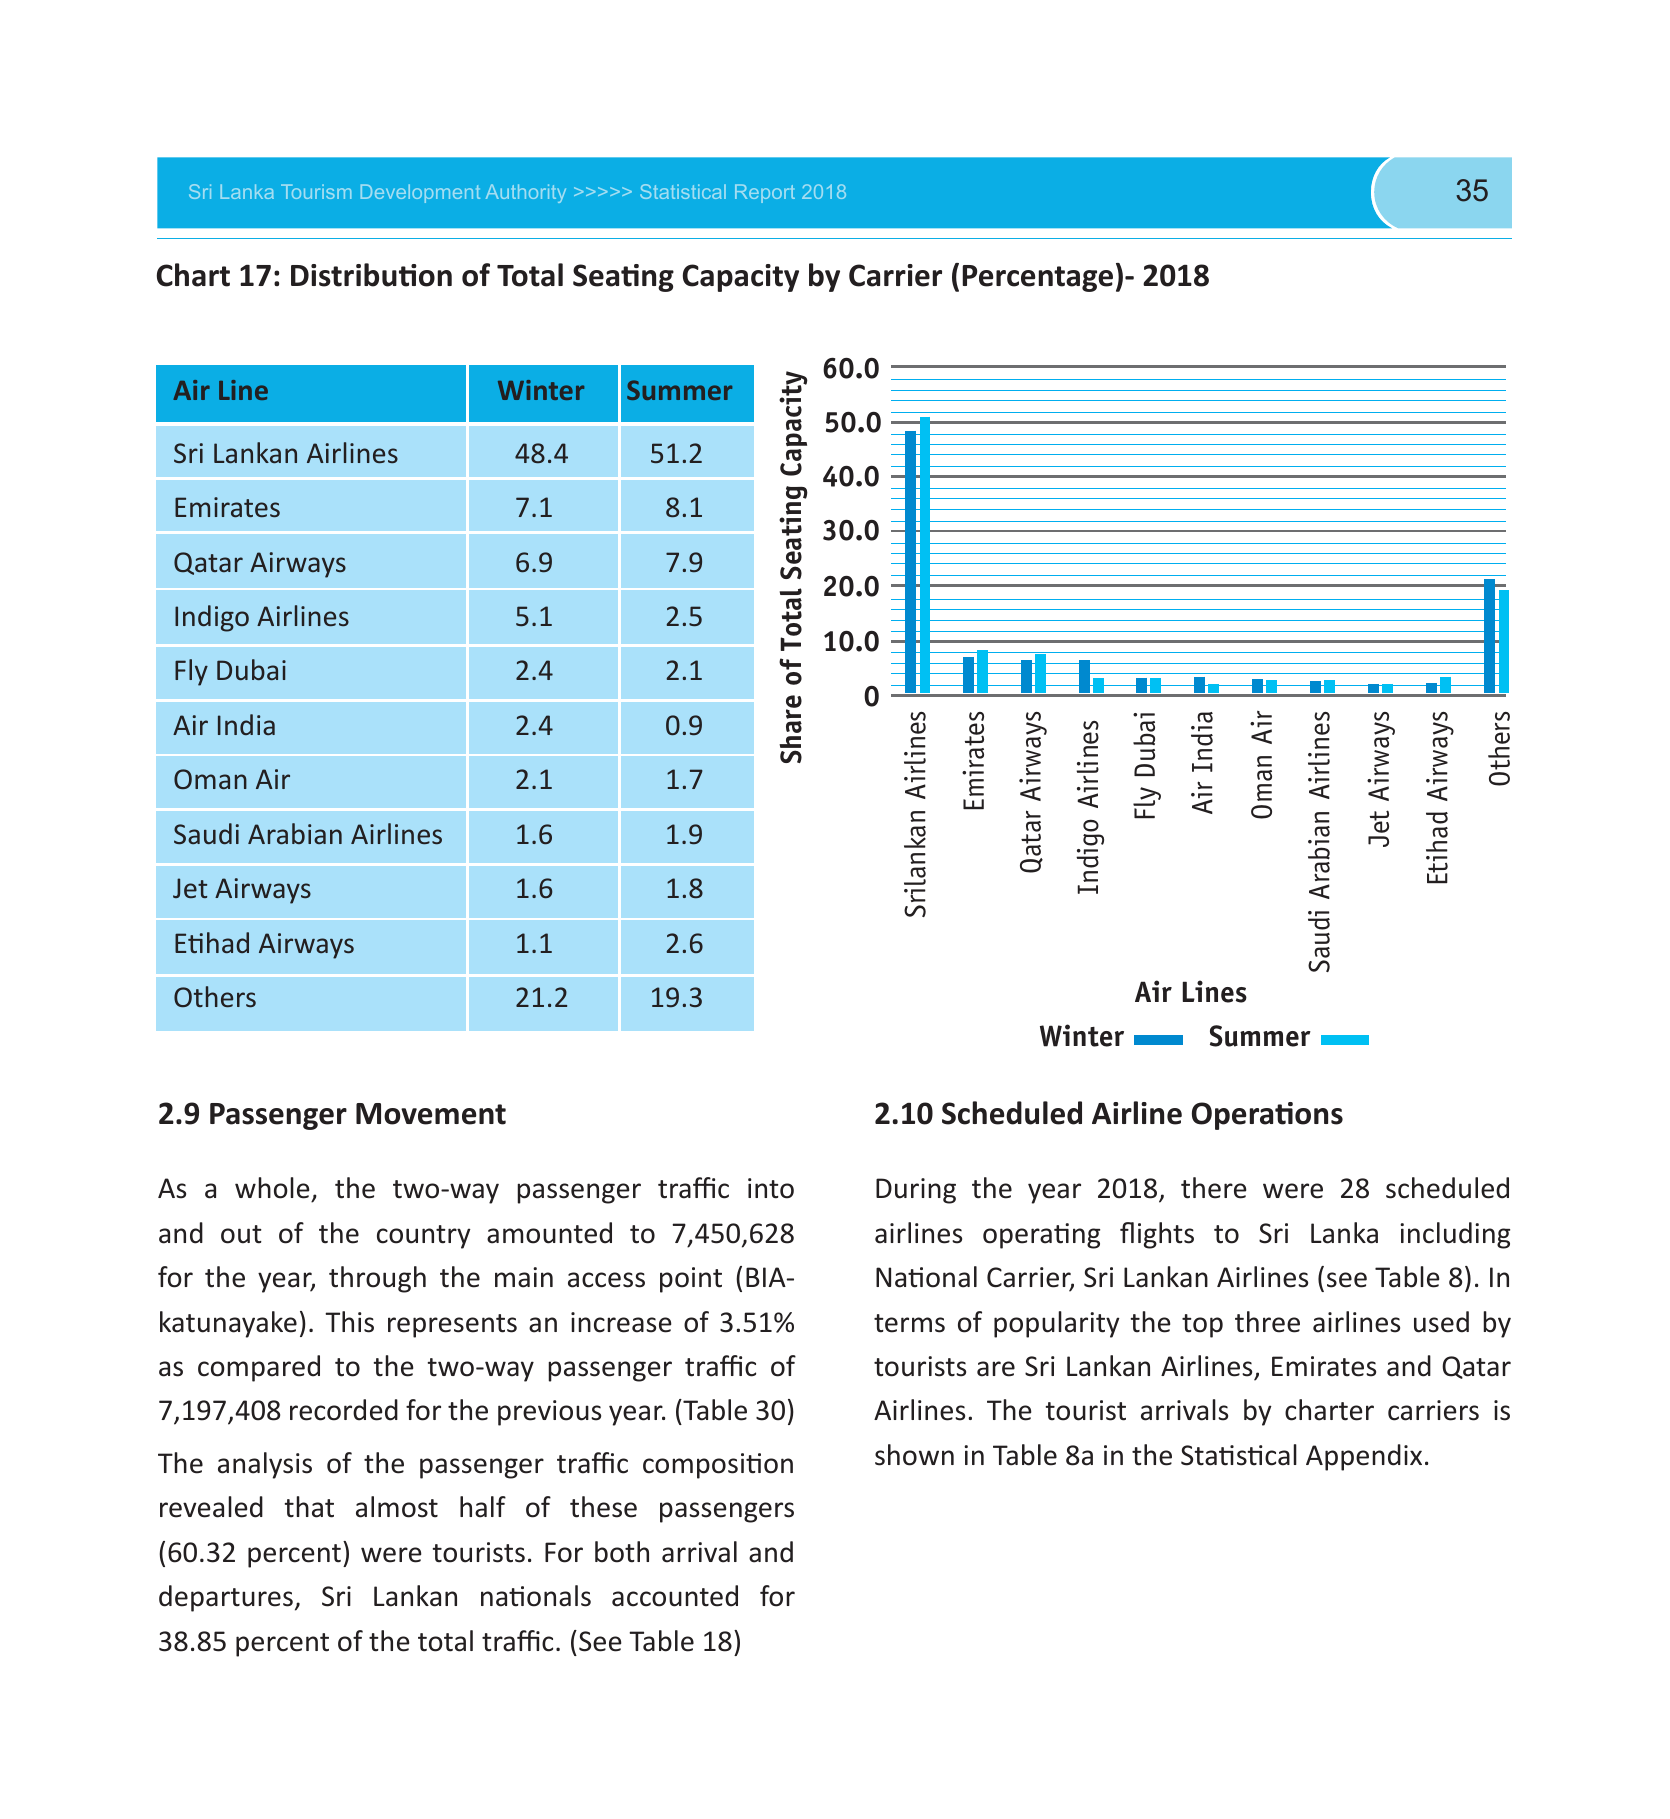 Sri Lanka Tourism Development Authority >>>>> Statistical Report 2018
35
Chart 17: Distribution of Total Seating Capacity by Carrier (Percentage)- 2018
Air Line Winter Summer
Sri Lankan Airlines 48.4 51.2
Emirates 7.1 8.1
Qatar Airways 6.9 7.9
Indigo Airlines 5.1 2.5
Fly Dubai 2.4 2.1
Air India 2.4 0.9
Oman Air 2.1 1.7
Saudi Arabian Airlines 1.6 1.9
Jet Airways 1.6 1.8
Etihad Airways 1.1 2.6
Others 21.2 19.3
Share of Total Seating Capacity
60.0
50.0
40.0
30.0
20.0
10.0
0
Srilankan Airlines
Emirates
Qatar Airways
Indigo Airlines
Fly Dubai
Air India
Oman Air
Saudi Arabian Airlines
Jet Airways
Etihad Airways
Others
Air Lines
Winter Summer
2.9 Passenger Movement
As a whole, the two-way passenger traffic into
and out of the country amounted to 7,450,628
for the year, through the main access point (BIA-
katunayake). This represents an increase of 3.51%
as compared to the two-way passenger traffic of
7,197,408 recorded for the previous year. (Table 30)
The analysis of the passenger traffic composition
revealed that almost half of these passengers
(60.32 percent) were tourists. For both arrival and
departures, Sri Lankan nationals accounted for
38.85 percent of the total traffic. (See Table 18)
2.10 Scheduled Airline Operations
During the year 2018, there were 28 scheduled
airlines operating flights to Sri Lanka including
National Carrier, Sri Lankan Airlines (see Table 8). In
terms of popularity the top three airlines used by
tourists are Sri Lankan Airlines, Emirates and Qatar
Airlines. The tourist arrivals by charter carriers is
shown in Table 8a in the Statistical Appendix.